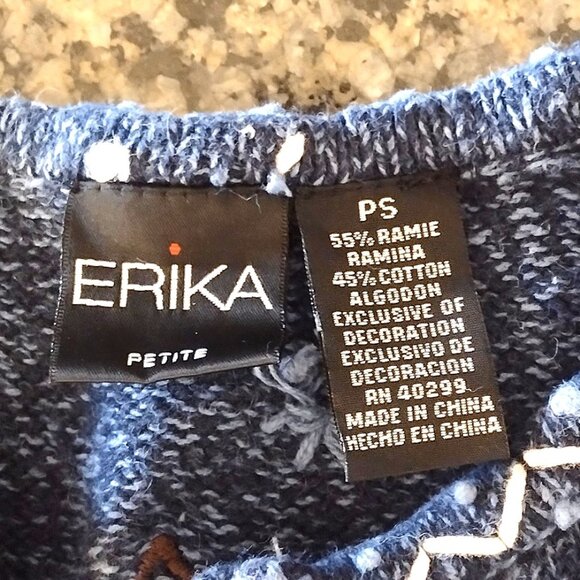 ERiKA
PETITE
PS
55% RAMIE
RAMINA
45% COTTON
ALGODON
EXCLUSIVE OF
DECORATION
EXCLUSIVO DE
DECORACION
RN 40299
MADE IN CHINA
HECHO EN CHINA